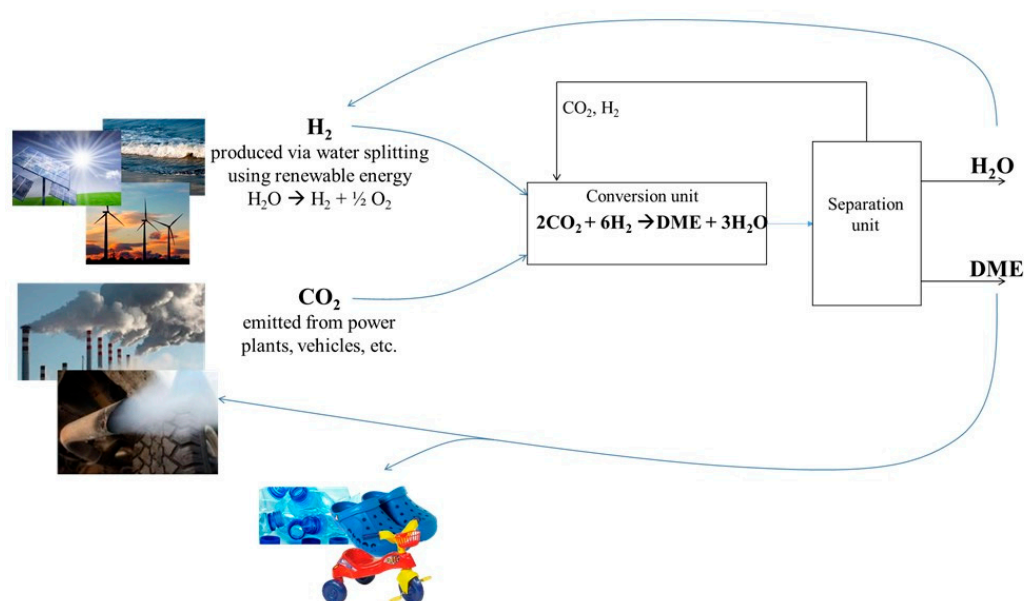 H₂
produced via water splitting
using renewable energy
H₂O → H₂ + ½ O₂
CO₂
emitted from power
plants, vehicles, etc.
CO₂, H₂
Conversion unit
2CO₂ + 6H₂ → DME + 3H₂O
Separation
unit
H₂O
DME